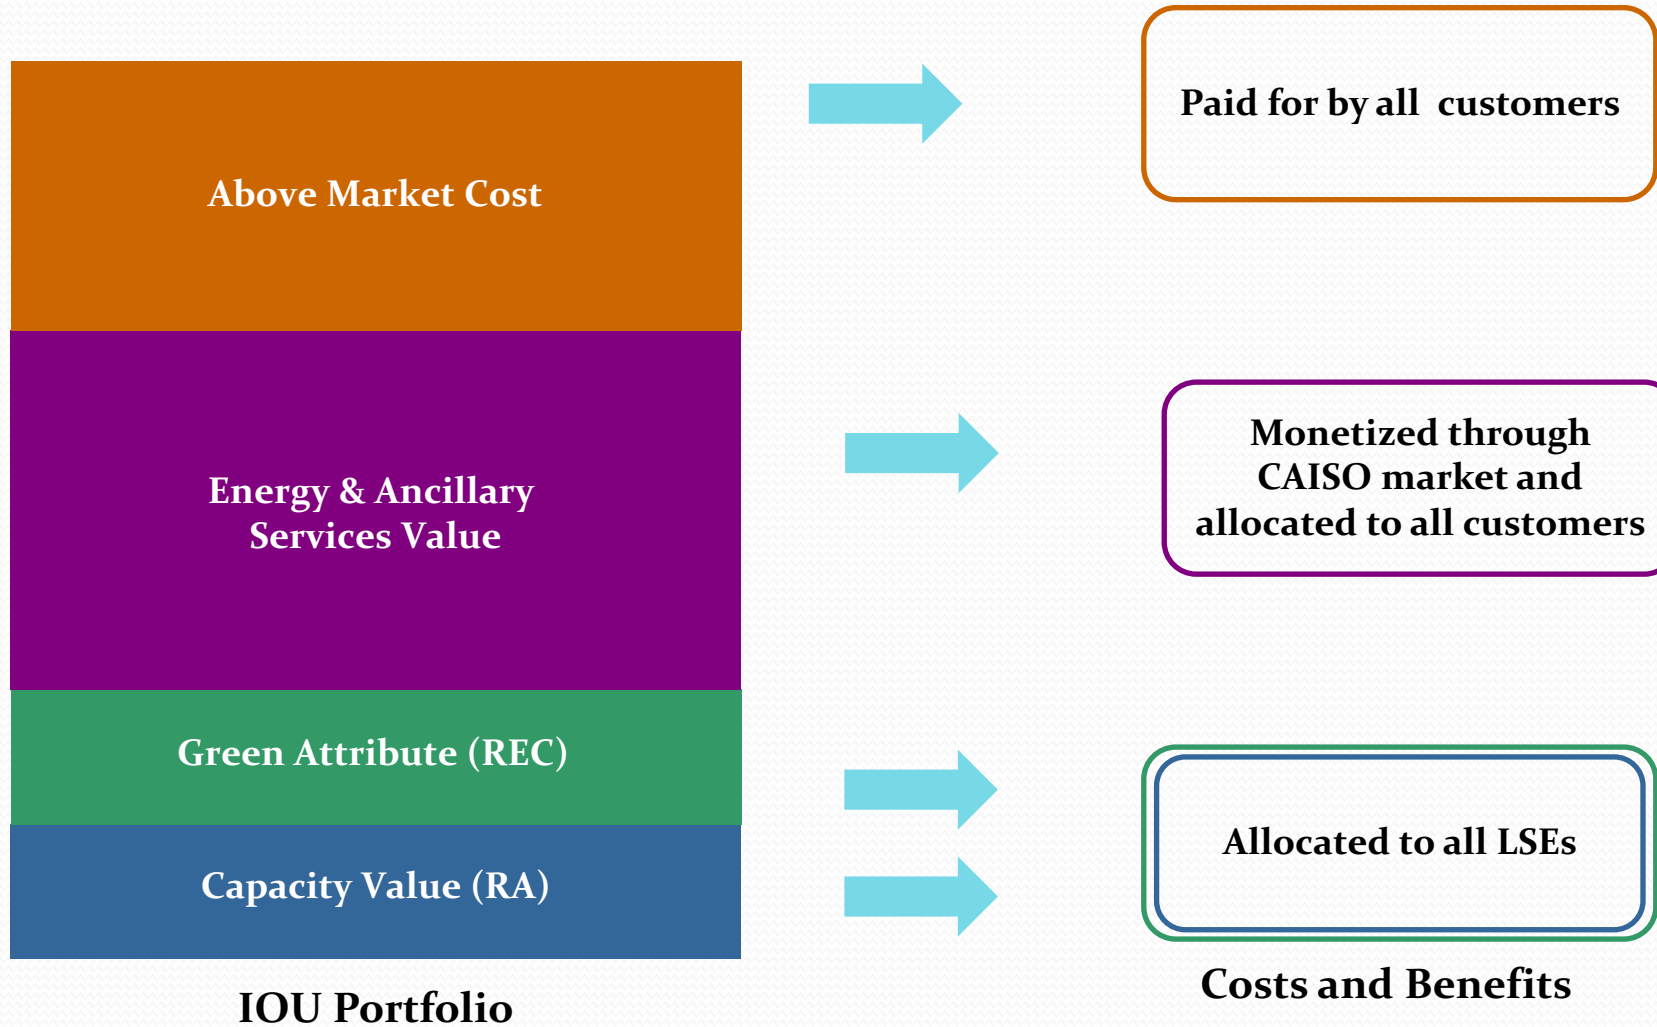 Above Market Cost
Paid for by all customers
Energy & Ancillary
Services Value
Monetized through
CAISO market and
allocated to all customers
Green Attribute (REC)
Capacity Value (RA)
Allocated to all LSEs
IOU Portfolio
Costs and Benefits